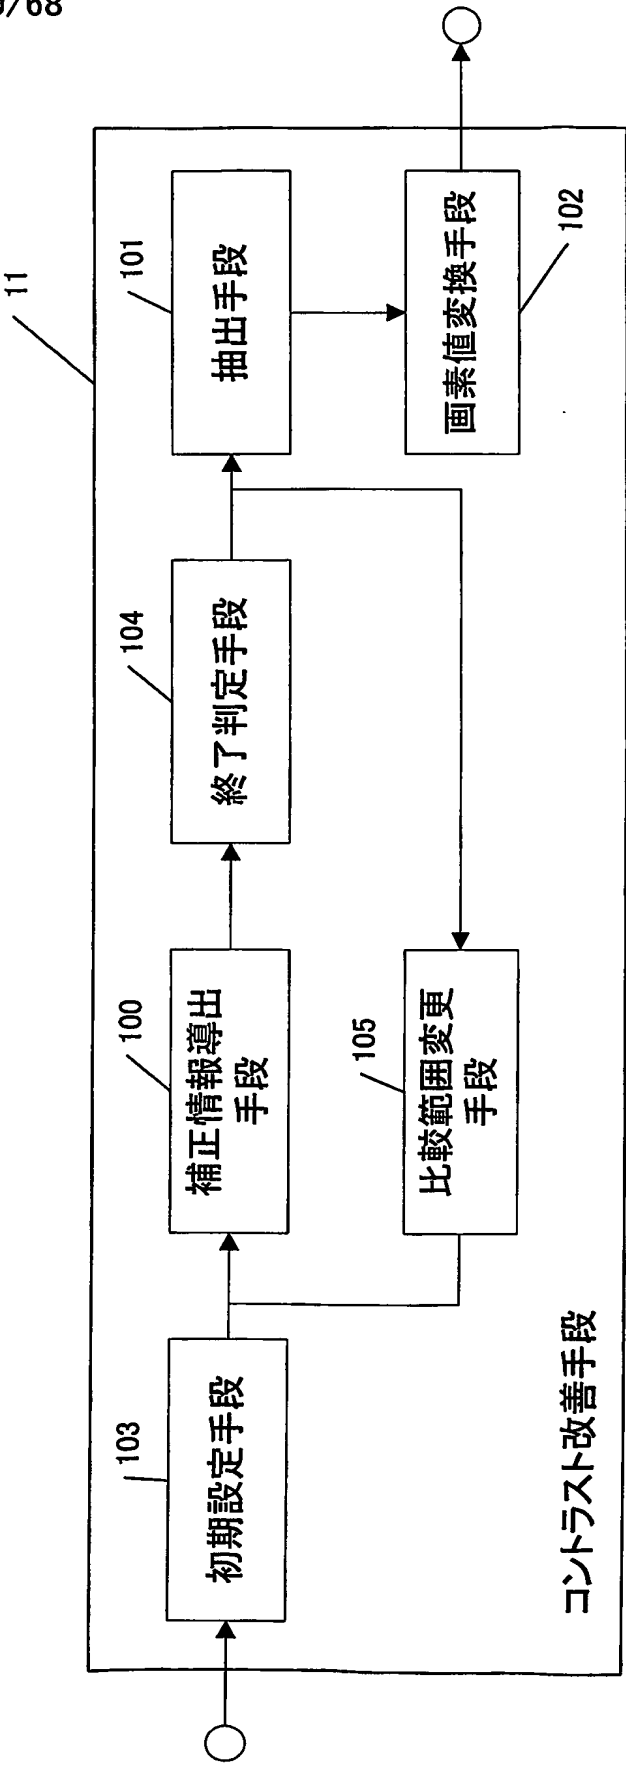 11
103
初期設定手段
100
補正情報導出
手段
104
終了判定手段
101
抽出手段
105
比較範囲変更
手段
画素値変換手段
102
コントラスト改善手段
/68